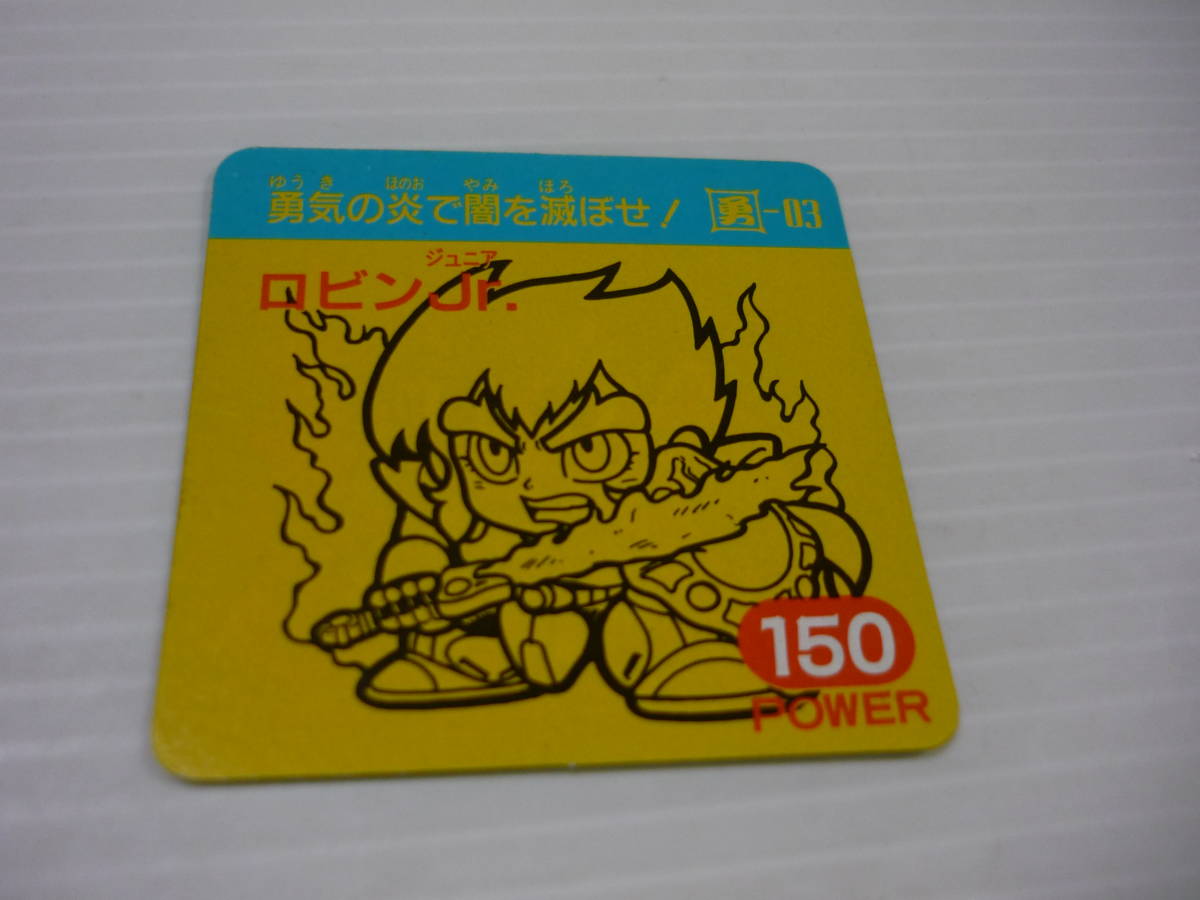 ゆうき ほのお やみ ほろ
勇気の炎で闇を滅ぼせ! 勇-03
ジュニア
ロビンJr.
150
POWER